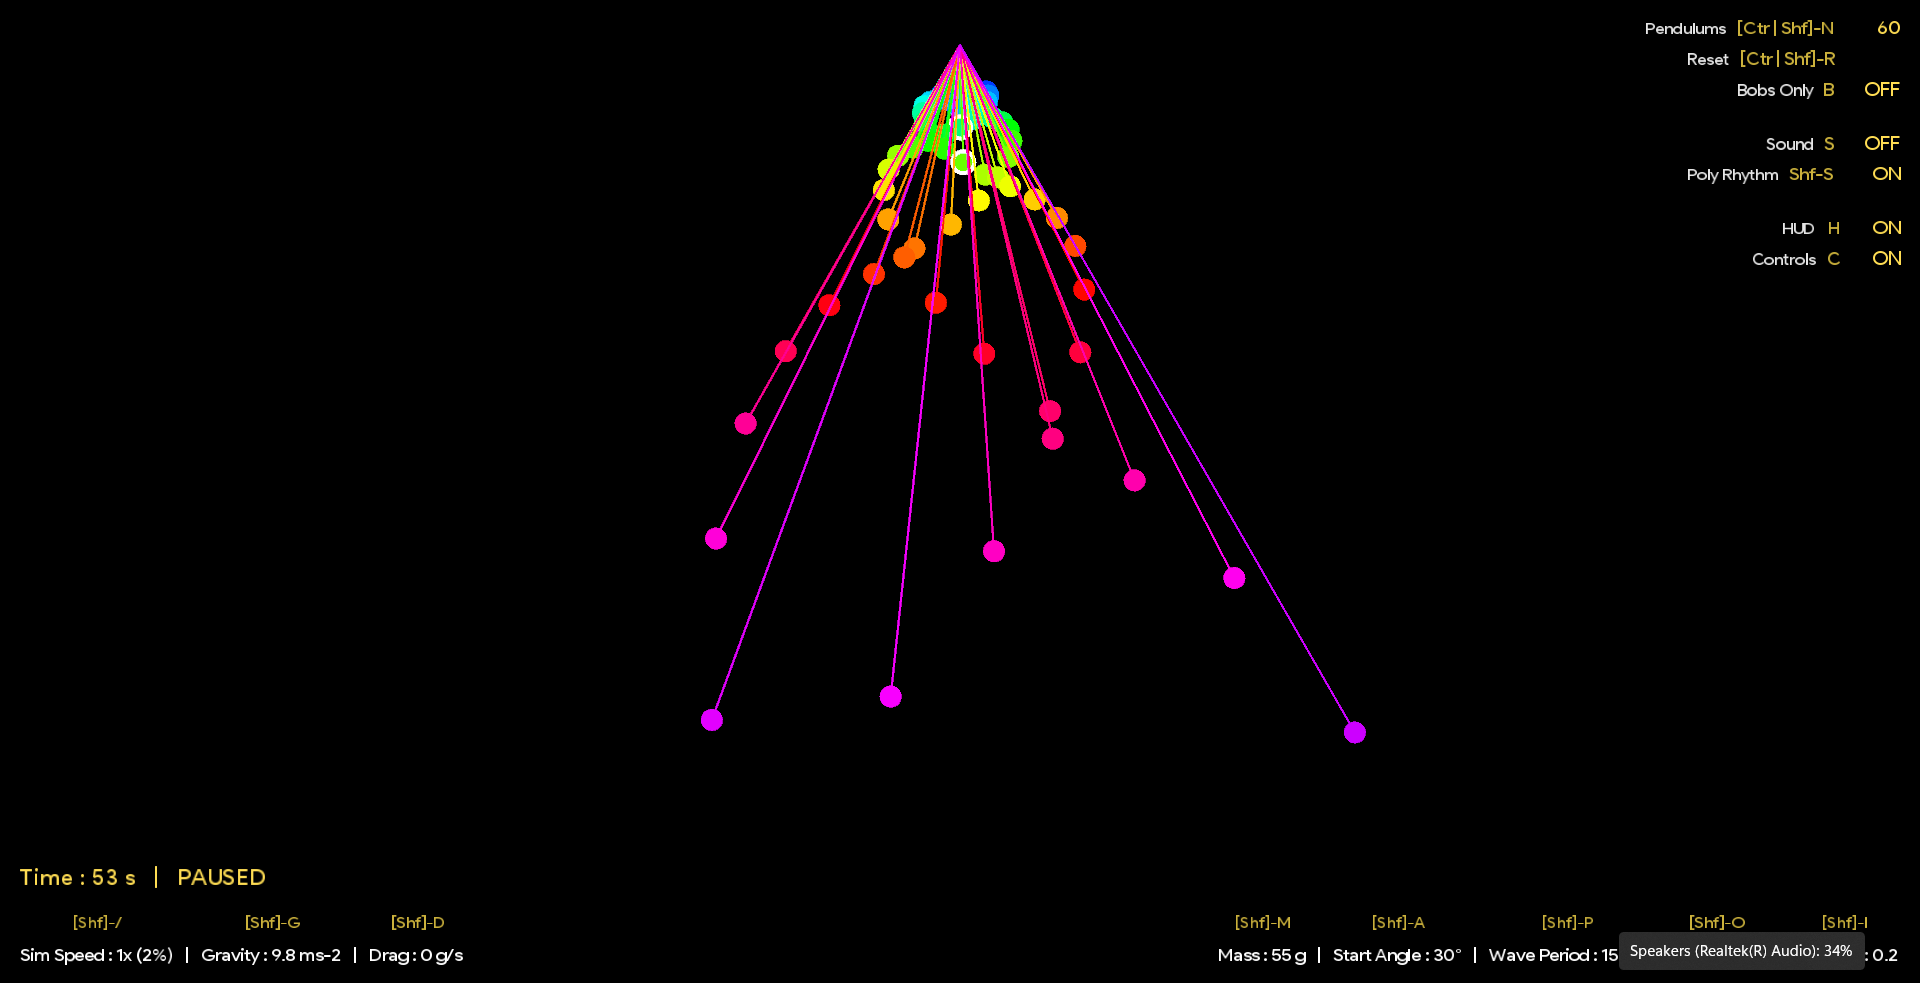 Pendulums [Ctr | Shf]-N 60
Reset [Ctr | Shf]-R
Bobs Only B OFF
Sound S OFF
Poly Rhythm Shf-S ON
HUD H ON
Controls C ON
Time : 53 s | PAUSED
[Shf]-/ [Shf]-G [Shf]-D [Shf]-M [Shf]-A [Shf]-P [Shf]-O [Shf]-I
Sim Speed : 1x (2%) | Gravity : 9.8 ms-2 | Drag : 0 g/s Mass : 55 g | Start Angle : 30° | Wave Period : 15 : 0.2
Speakers (Realtek(R) Audio): 34%